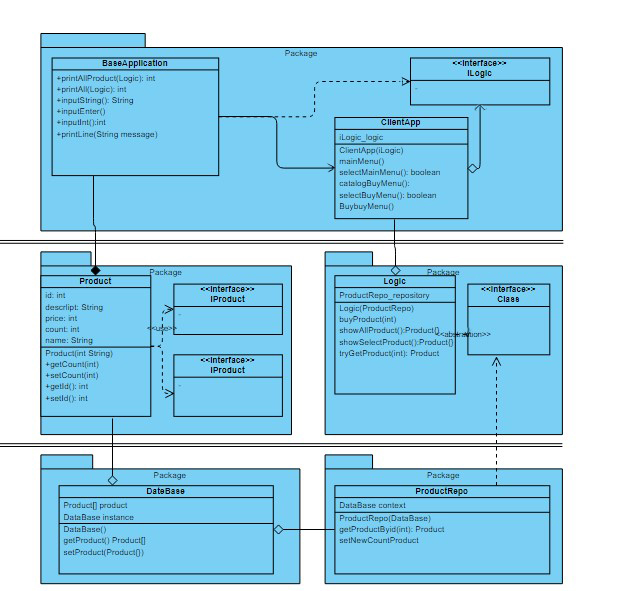 Package
BaseApplication
+printAllProduct(Logic): int
+printAll(Logic): int
+inputString(): String
+inputEnter()
+inputInt():int
+printLine(String message)
<<Interface>>
iLogic
ClientApp
iLogic_logic
ClientApp(iLogic)
mainMenu()
selectMainMenu(): boolean
catalogBuyMenu():
selectBuyMenu(): boolean
BuybuyMenu()
Package
Product
id: int
descrlipt: String
price: int
count: int
name: String
Product(int String)
+getCount(int)
+setCount(int)
+getId(): int
+setId(): int
<<Interface>>
IProduct
<<use>>
<<Interface>>
IProduct
Package
Logic
ProductRepo_repository
Logic(ProductRepo)
buyProduct(int)
showAllProduct():Product{}
showSelectProduct():Product{}
tryGetProduct(int): Product
<<Interface>>
Class
Package
DateBase
Product[] product
DataBase instance
DataBase()
getProduct() Product[]
setProduct(Product{})
Package
ProductRepo
DataBase context
ProductRepo(DataBase)
getProductByid(int): Product
setNewCountProduct